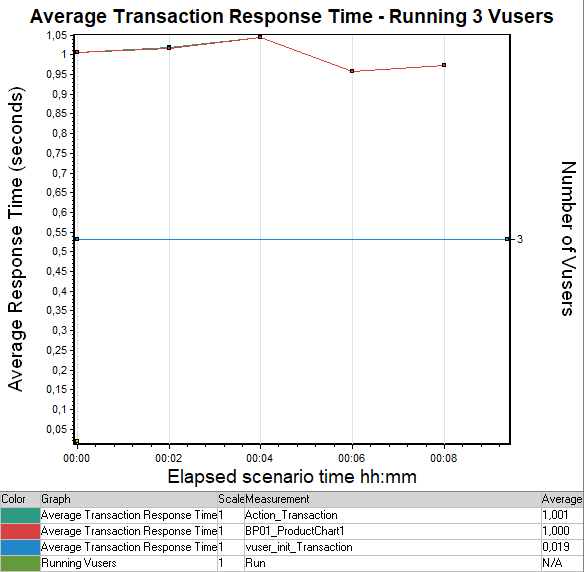 Average Transaction Response Time - Running 3 Vusers
1,05
1
0,95
0,9
0,85
0,8
0,75
0,7
0,65
0,6
0,55
0,5
0,45
0,4
0,35
0,3
0,25
0,2
0,15
0,1
0,05
Average Response Time (seconds)
3
Number of Vusers
00:00 00:02 00:04 00:06 00:08
Elapsed scenario time hh:mm
Color Graph Scale Measurement Average
Average Transaction Response Time 1 Action_Transaction 1,001
Average Transaction Response Time 1 BP01_ProductChart1 1,000
Average Transaction Response Time 1 vuser_init_Transaction 0,019
Running Vusers 1 Run N/A